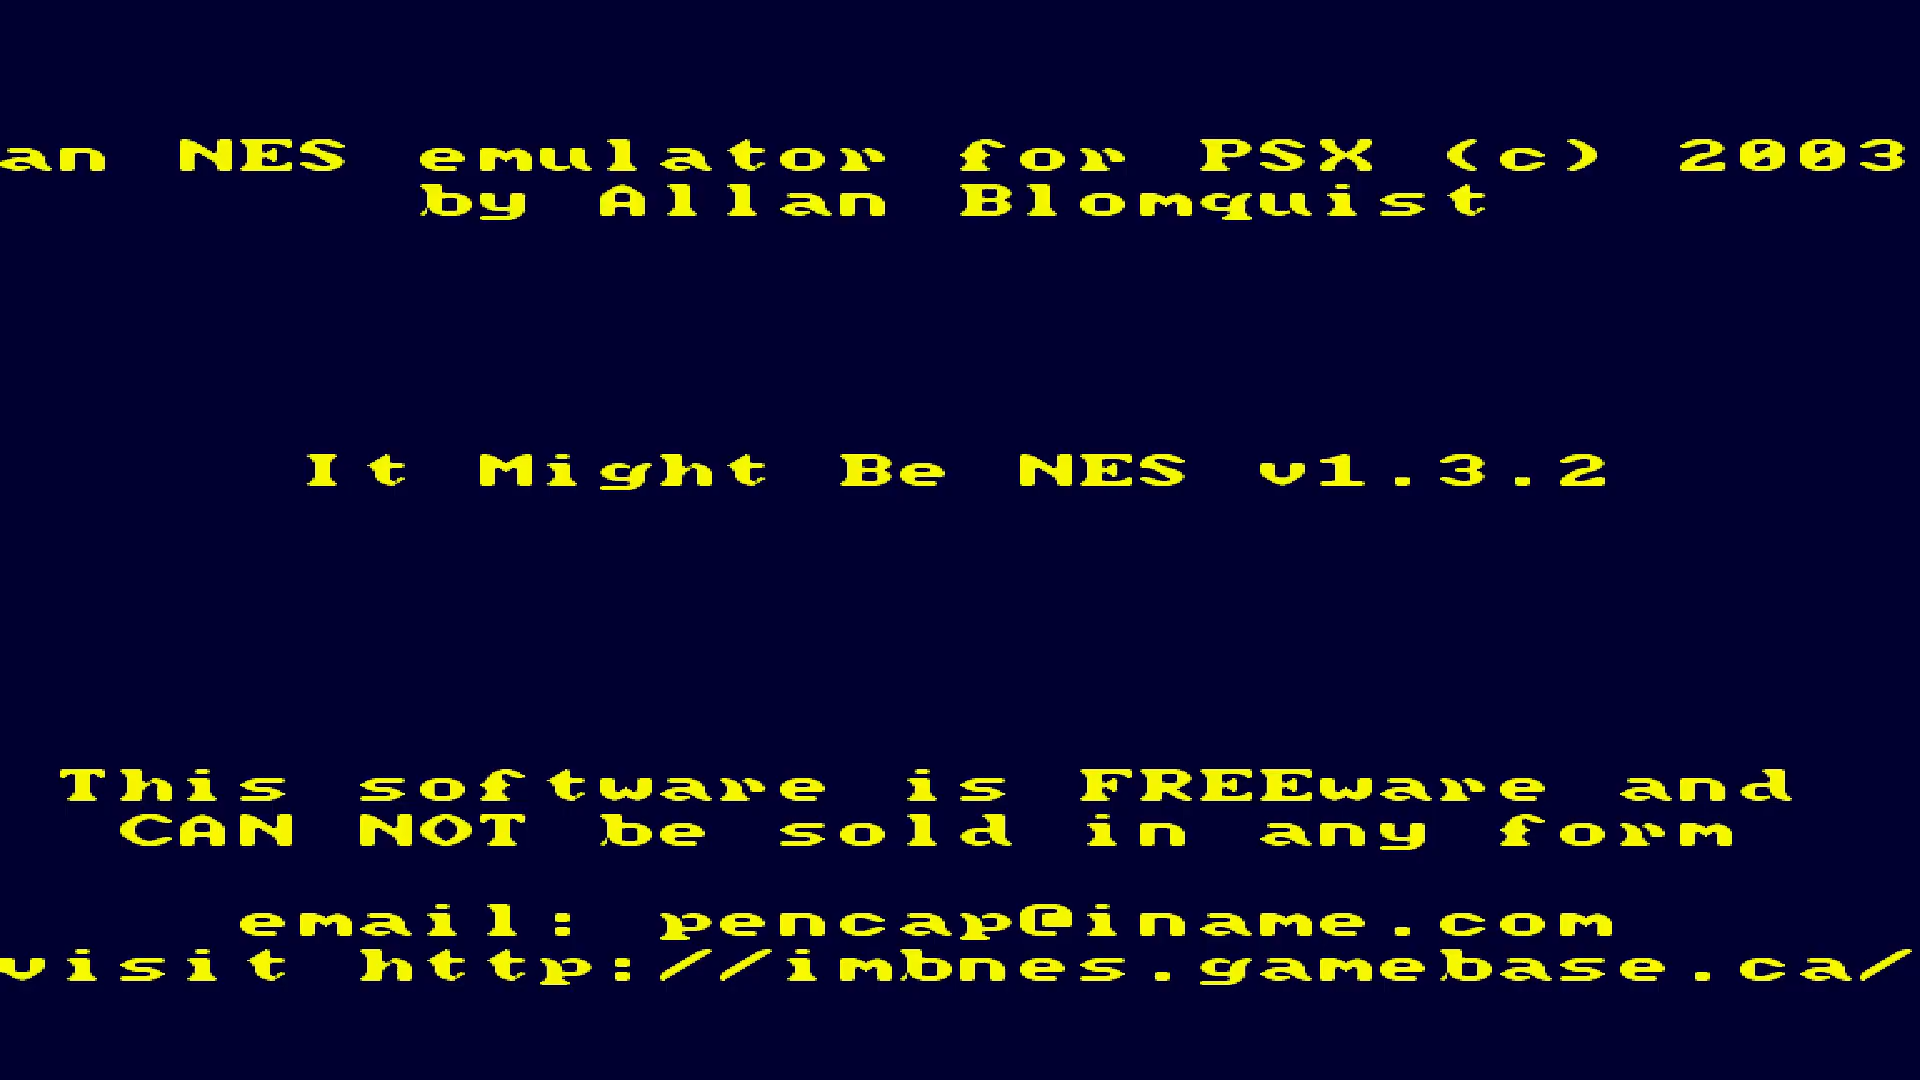 an NES emulator for PSX (c) 2003
by Allan Blomquist
It Might Be NES v1.3.2
This software is FREEware and
CAN NOT be sold in any form
email: pencap@iname.com
visit http://imbnes.gamebase.ca/